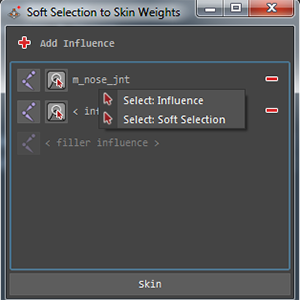 Soft Selection to Skin Weights
Add Influence
m_nose_jnt
Select: Influence
< in
Select: Soft Selection
< filler influence >
Skin